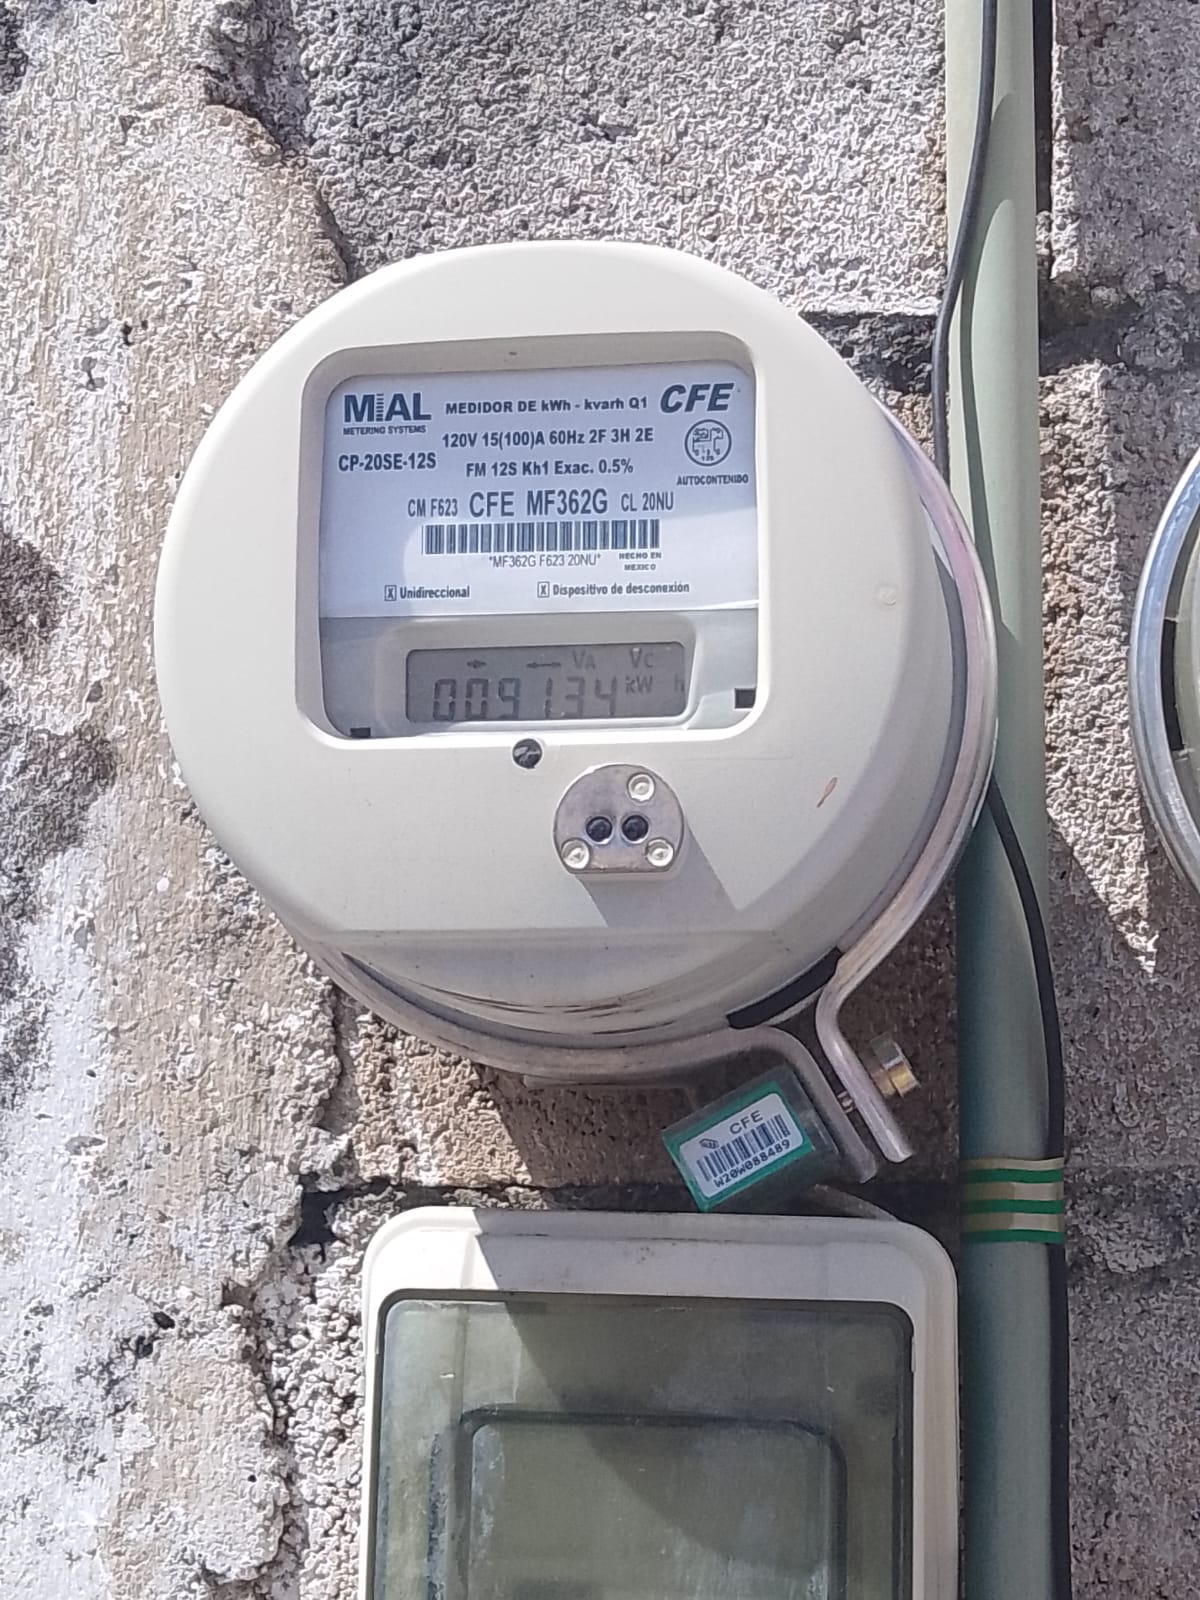 MIAL
METERING SYSTEMS
MEDIDOR DE kWh - kvarh Q1
CFE
120V 15(100)A 60Hz 2F 3H 2E
CP-20SE-12S
FM 12S Kh1 Exac. 0.5%
AUTOCONTENIDO
CM F623 CFE MF362G CL 20NU
*MF362G F623 20NU*
HECHO EN
MEXICO
X Unidireccional
X Dispositivo de desconexión
VA VC
009134 kW h
CFE
W20W088489